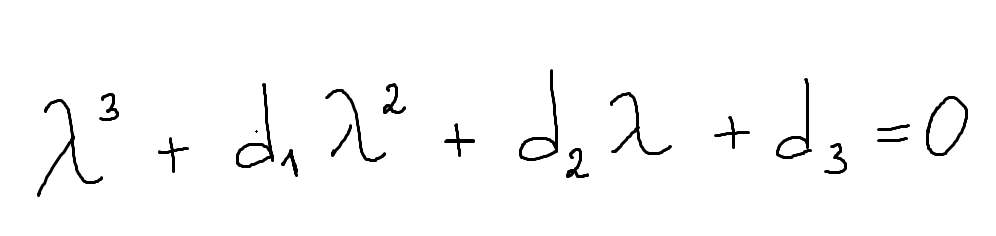 λ³ + d₁λ² + d₂λ + d₃ = 0